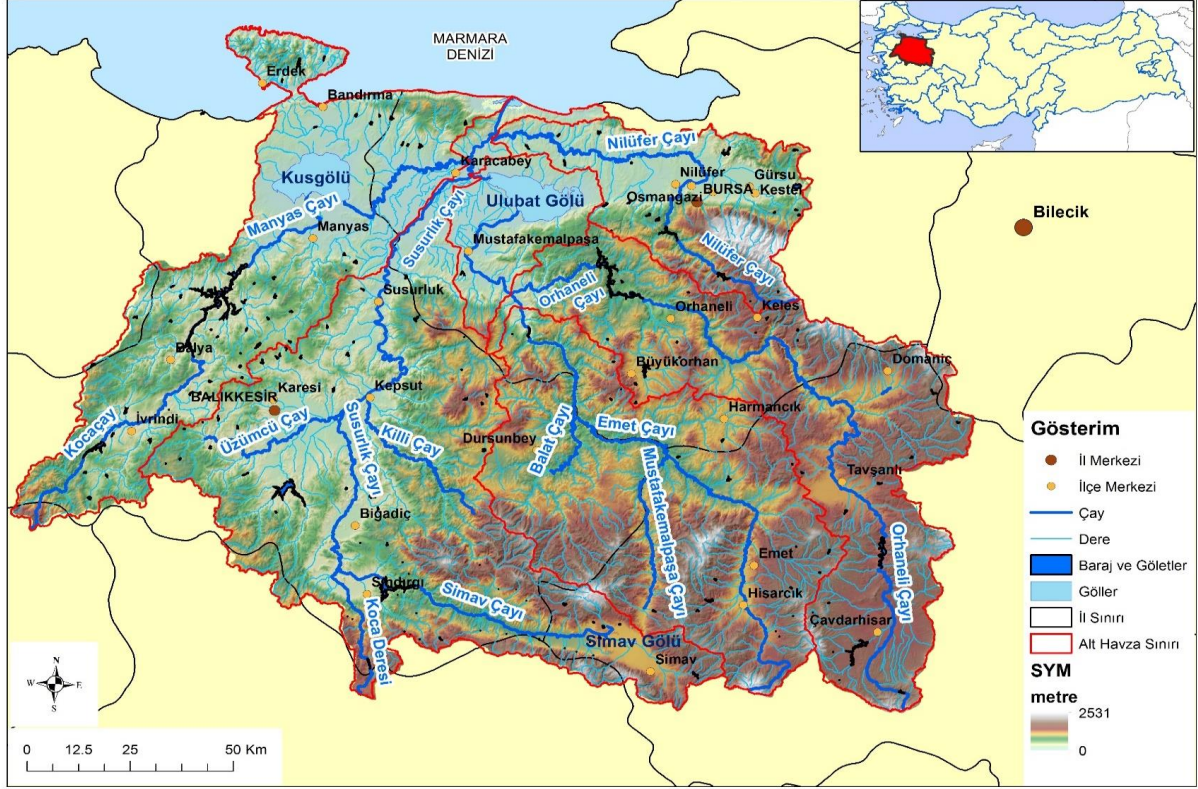 MARMARA
DENİZİ
Erdek
Bandırma
Nilüfer Çayı
Karacabey
Kusgölü
Nilüfer
Gürsu
BURSA
Kestel
Ulubat Gölü
Osmangazi
Bilecik
Manyas Çayı
Susurlik Çayı
Manyas
Mustafakemalpaşa
Nilüfer Çayı
Orhaneli
Çayı
Susurluk
Orhaneli
Keles
Balya
Büyükorhan
Domaniç
Karesi
Kepsut
BALIKKESİR
Harmancık
Kocaçay
İvrindi
Üzümcü Çay
Susurlik Çayı
Killi Çay
Dursunbey
Balat Çayı
Emet Çayı
Tavşanlı
Mustafakemalpaşa Çayı
Bigadiç
Orhaneli Çayı
Emet
Sındırgı
Simav Çayı
Hisarcık
Koca Deresi
Çavdarhisar
Simav Gölü
Simav
Gösterim
İl Merkezi
İlçe Merkezi
Çay
Dere
Baraj ve Göletler
Göller
İl Sınırı
Alt Havza Sınırı
SYM
metre
2531
0
N
W E
S
0 12.5 25 50 Km